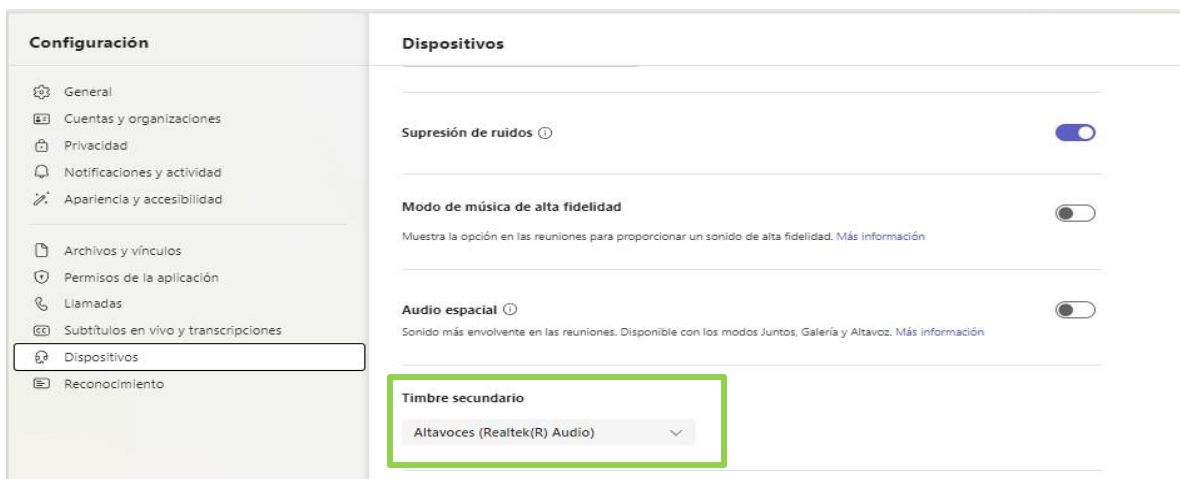 Configuración
General
Cuentas y organizaciones
Privacidad
Notificaciones y actividad
Apariencia y accesibilidad
Archivos y vínculos
Permisos de la aplicación
Llamadas
CC Subtítulos en vivo y transcripciones
Dispositivos
Reconocimiento
Dispositivos
Supresión de ruidos
Modo de música de alta fidelidad
Muestra la opción en las reuniones para proporcionar un sonido de alta fidelidad. Más información
Audio espacial
Sonido más envolvente en las reuniones. Disponible con los modos Juntos, Galería y Altavoz. Más información
Timbre secundario
Altavoces (Realtek(R) Audio)